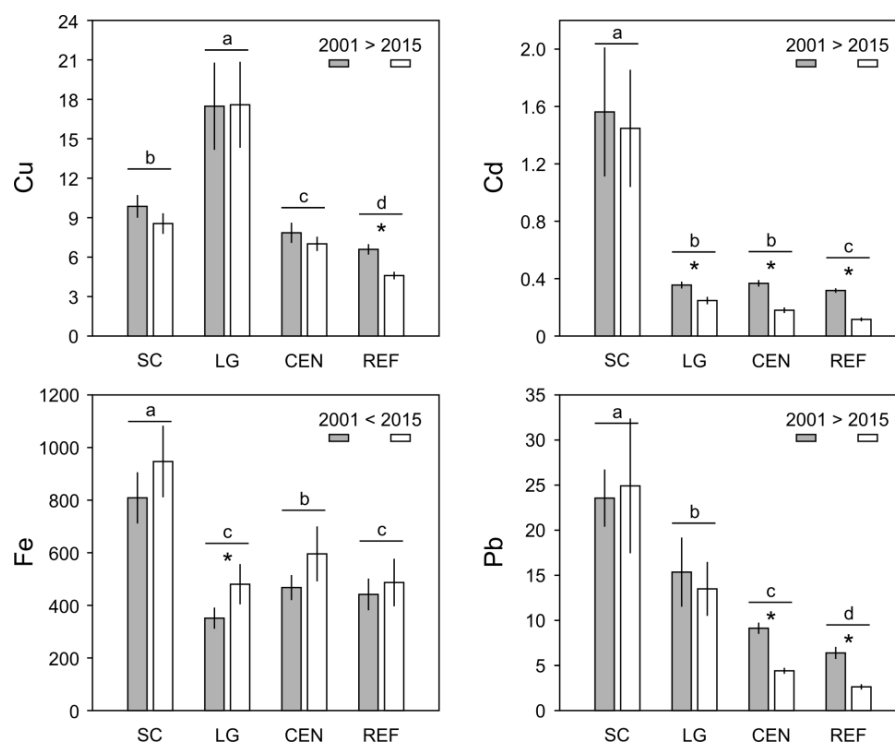 Cu
24
21
18
15
12
9
6
3
0
2001 > 2015
b
a
c
d
*
SC LG CEN REF
Cd
2.0
1.6
1.2
0.8
0.4
0
2001 > 2015
a
b
b
c
* * *
SC LG CEN REF
Fe
1200
1000
800
600
400
200
0
2001 < 2015
a
c
b
c
*
SC LG CEN REF
Pb
35
30
25
20
15
10
5
0
2001 > 2015
a
b
c
d
* *
SC LG CEN REF